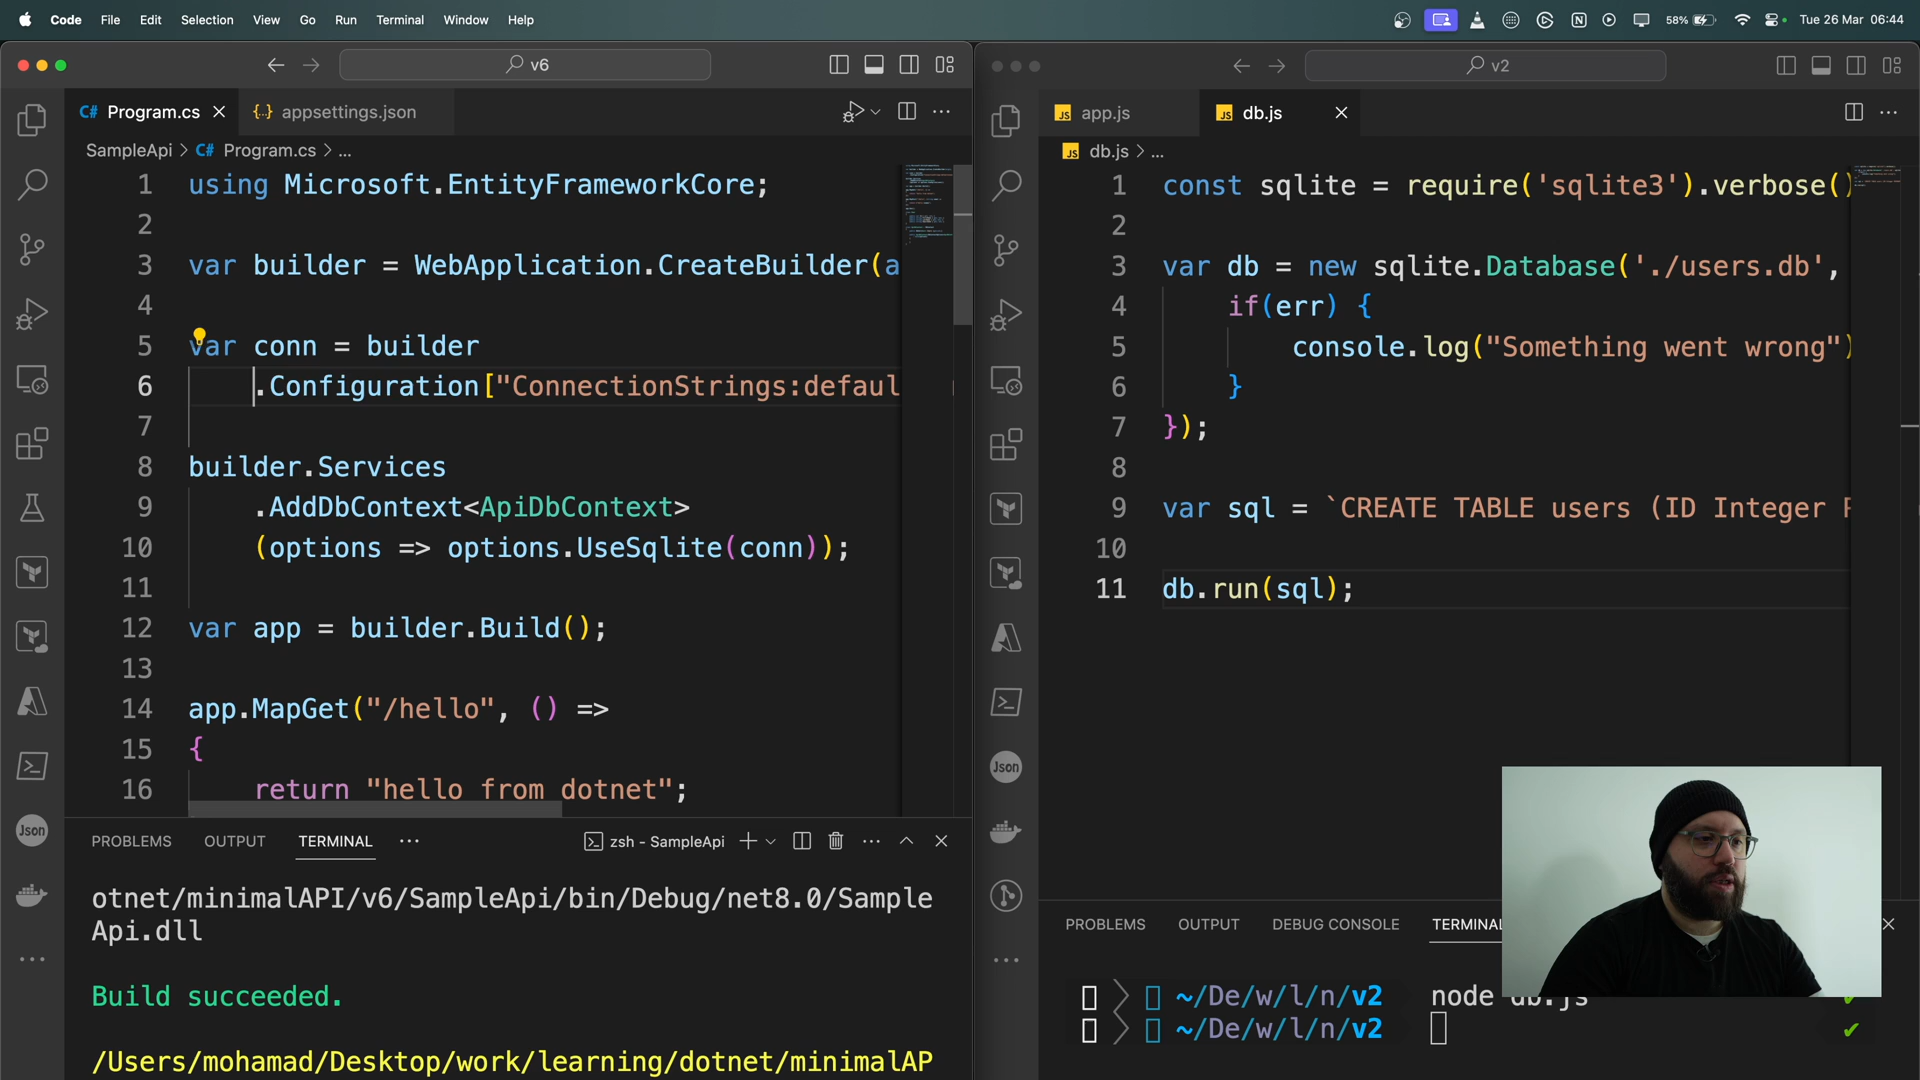 Code File Edit Selection View Go Run Terminal Window Help
58% Tue 26 Mar 06:44
v6
Program.cs appsettings.json
SampleApi > C# Program.cs > ...
1 using Microsoft.EntityFrameworkCore;
2
3 var builder = WebApplication.CreateBuilder(a
4
5 var conn = builder
6 .Configuration["ConnectionStrings:defaul
7
8 builder.Services
9 .AddDbContext<ApiDbContext>
10 (options => options.UseSqlite(conn));
11
12 var app = builder.Build();
13
14 app.MapGet("/hello", () =>
15 {
16 return "hello from dotnet";
PROBLEMS OUTPUT TERMINAL ...
zsh - SampleApi
otnet/minimalAPI/v6/SampleApi/bin/Debug/net8.0/Sample
Api.dll
Build succeeded.
/Users/mohamad/Desktop/work/learning/dotnet/minimalAP
Json
v2
JS app.js JS db.js
JS db.js > ...
1 const sqlite = require('sqlite3').verbose()
2
3 var db = new sqlite.Database('./users.db',
4 if(err) {
5 console.log("Something went wrong")
6 }
7 });
8
9 var sql = `CREATE TABLE users (ID Integer
10
11 db.run(sql);
Json
PROBLEMS OUTPUT DEBUG CONSOLE TERMINAL
~/De/w/l/n/v2 node db.js
~/De/w/l/n/v2